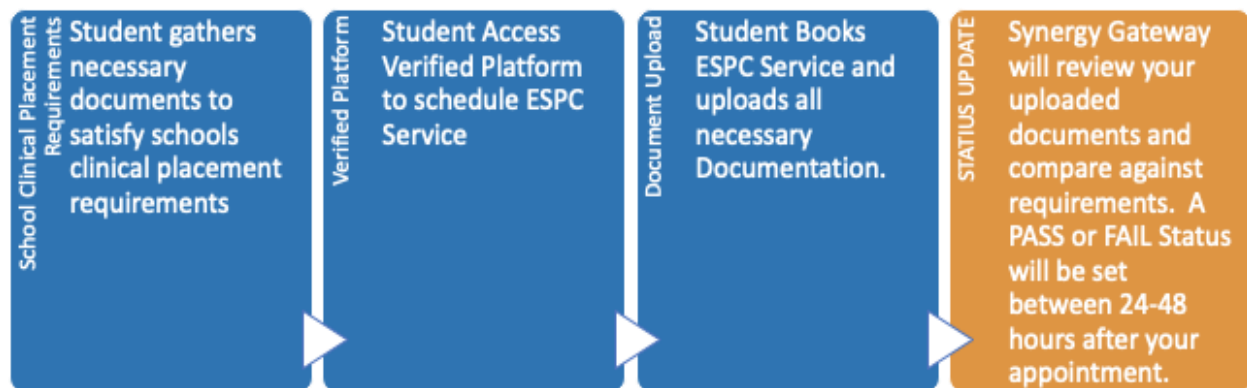 School Clinical Placement
Requirements
Student gathers
necessary
documents to
satisfy schools
clinical placement
requirements
Verified Platform
Student Access
Verified Platform
to schedule ESPC
Service
Document Upload
Student Books
ESPC Service and
uploads all
necessary
Documentation.
STATIUS UPDATE
Synergy Gateway
will review your
uploaded
documents and
compare against
requirements.  A
PASS or FAIL Status
will be set
between 24-48
hours after your
appointment.